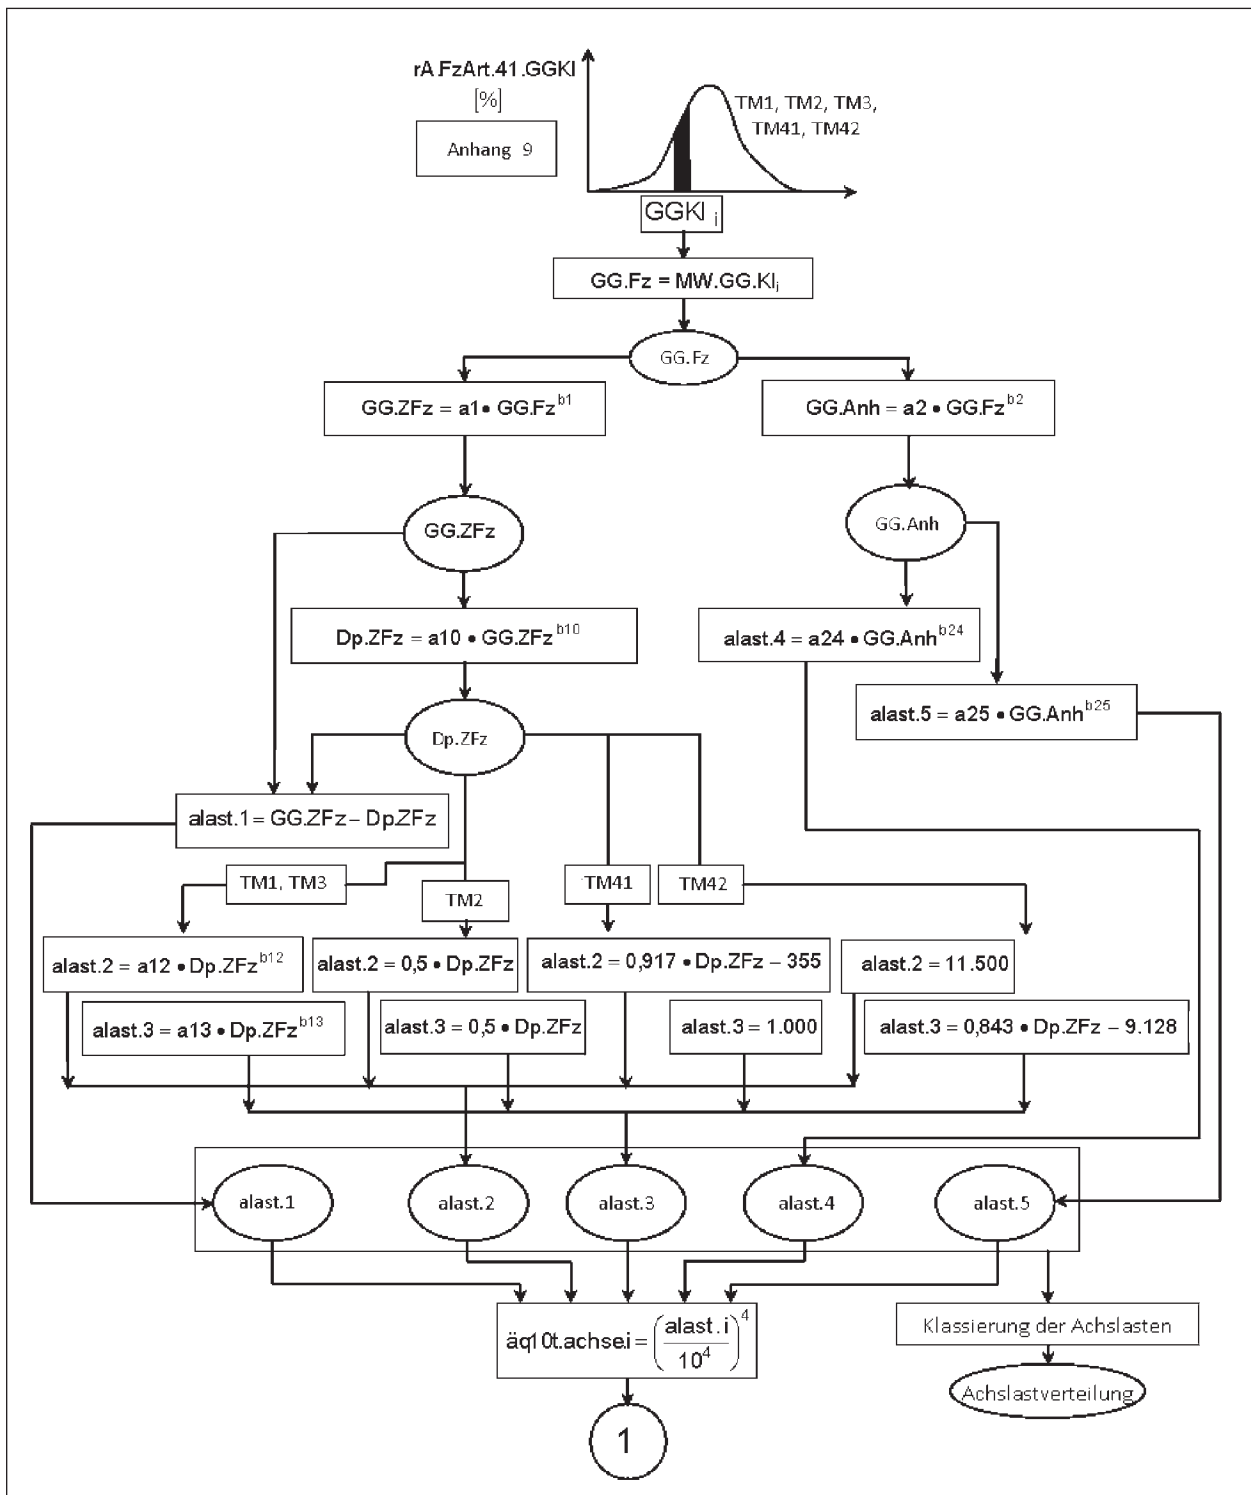 rA.FzArt.41.GGKl
[%]
Anhang 9
TM1, TM2, TM3,
TM41, TM42
GGKl i
GG.Fz = MW.GG.Kli
GG.Fz
GG.ZFz = a1 • GG.Fz^b1
GG.Anh = a2 • GG.Fz^b2
GG.ZFz
GG.Anh
Dp.ZFz = a10 • GG.ZFz^b10
alast.4 = a24 • GG.Anh^b24
alast.5 = a25 • GG.Anh^b25
Dp.ZFz
alast.1 = GG.ZFz – Dp.ZFz
TM1, TM3
TM2
TM41
TM42
alast.2 = a12 • Dp.ZFz^b12
alast.2 = 0,5 • Dp.ZFz
alast.2 = 0,917 • Dp.ZFz – 355
alast.2 = 11.500
alast.3 = a13 • Dp.ZFz^b13
alast.3 = 0,5 • Dp.ZFz
alast.3 = 1.000
alast.3 = 0,843 • Dp.ZFz – 9.128
alast.1
alast.2
alast.3
alast.4
alast.5
äq10t.achse.i = (alast.i / 10^4)^4
Klassierung der Achslasten
Achslastverteilung
1